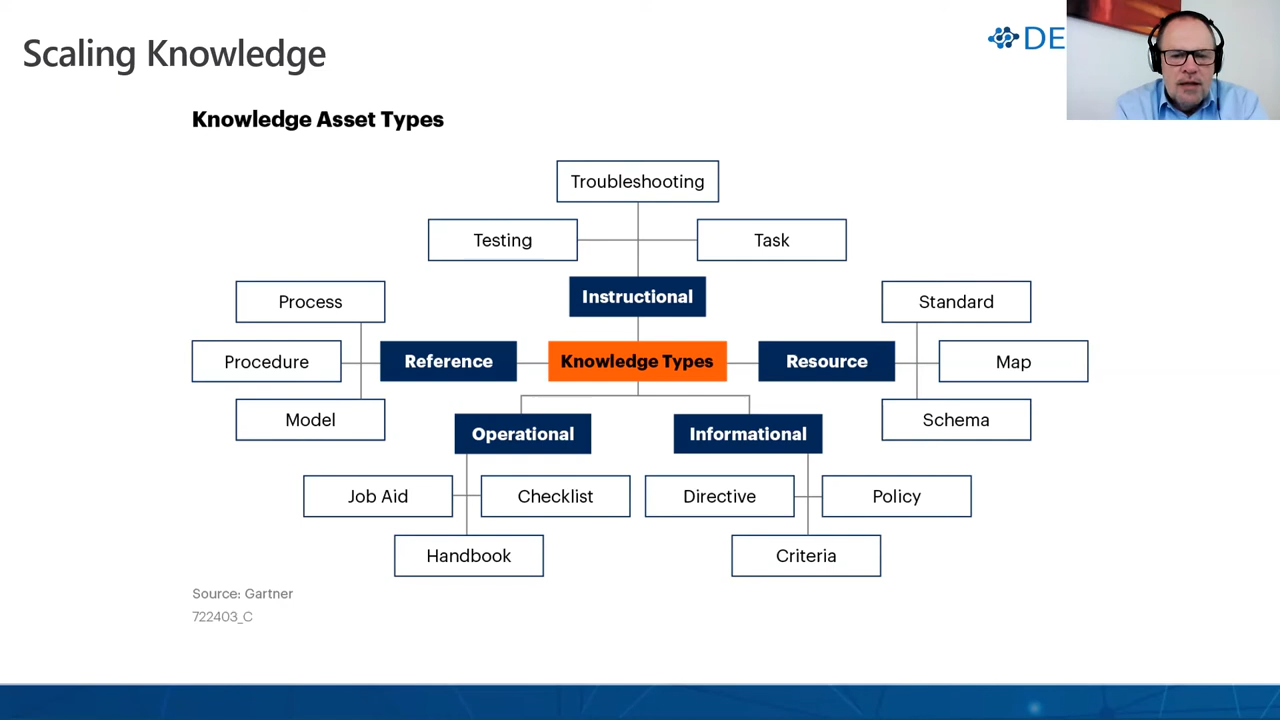 Scaling Knowledge
DE
Knowledge Asset Types
Troubleshooting
Testing
Task
Instructional
Process
Standard
Procedure
Reference
Knowledge Types
Resource
Map
Model
Schema
Operational
Informational
Job Aid
Checklist
Directive
Policy
Handbook
Criteria
Source: Gartner
722403_C